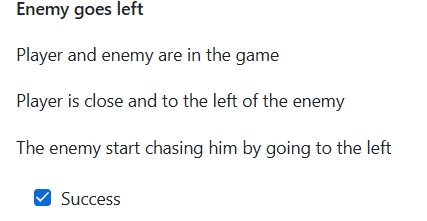 Enemy goes left
Player and enemy are in the game
Player is close and to the left of the enemy
The enemy start chasing him by going to the left
Success